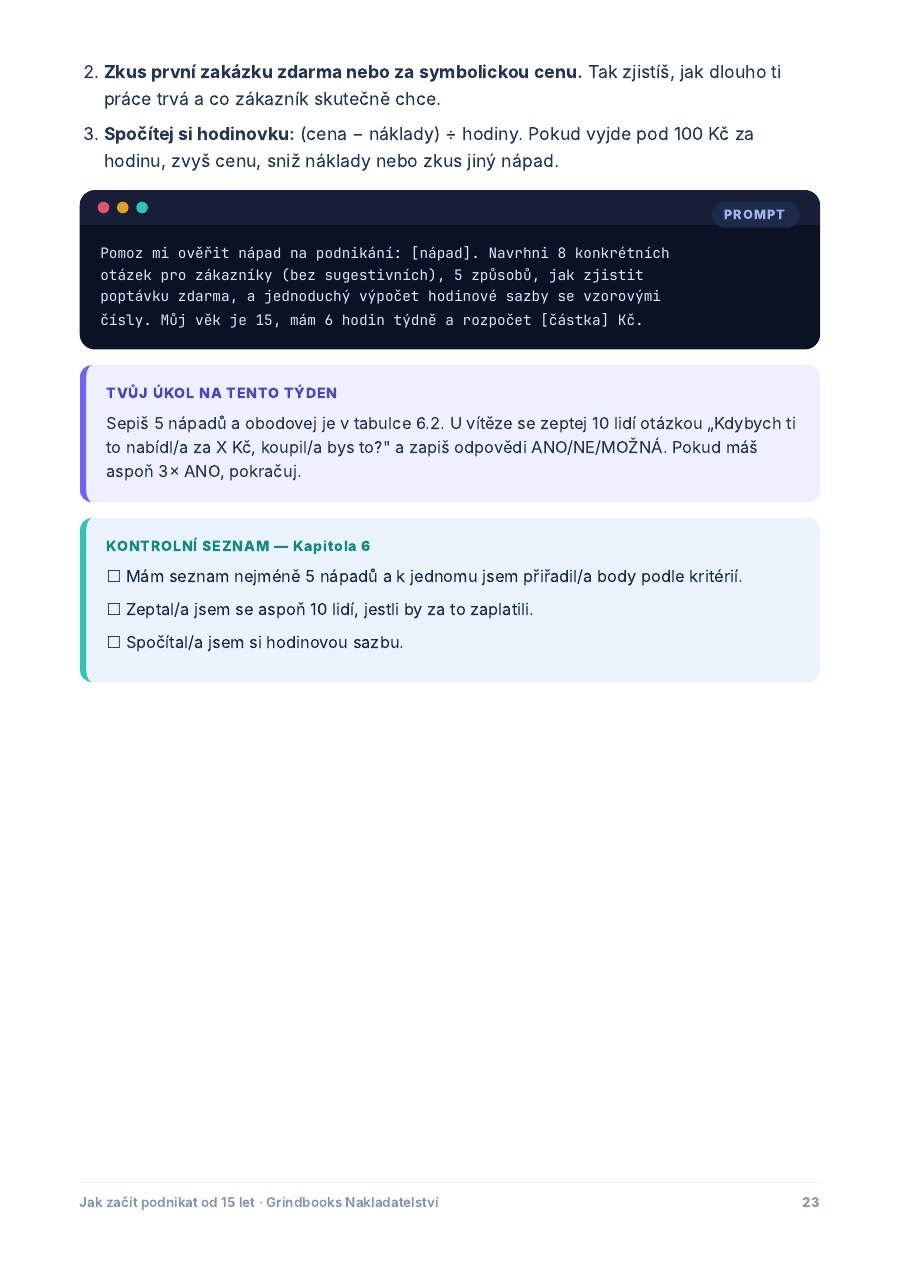 2. Zkus první zakázku zdarma nebo za symbolickou cenu. Tak zjistíš, jak dlouho ti
práce trvá a co zákazník skutečně chce.
3. Spočítej si hodinovku: (cena − náklady) ÷ hodiny. Pokud vyjde pod 100 Kč za
hodinu, zvyš cenu, sniž náklady nebo zkus jiný nápad.
PROMPT
Pomoz mi ověřit nápad na podnikání: [nápad]. Navrhni 8 konkrétních
otázek pro zákazníky (bez sugestivních), 5 způsobů, jak zjistit
poptávku zdarma, a jednoduchý výpočet hodinové sazby se vzorovými
čísly. Můj věk je 15, mám 6 hodin týdně a rozpočet [částka] Kč.
TVŮJ ÚKOL NA TENTO TÝDEN
Sepiš 5 nápadů a obodovej je v tabulce 6.2. U vítěze se zeptej 10 lidí otázkou „Kdybych ti
to nabídl/a za X Kč, koupil/a bys to?" a zapiš odpovědi ANO/NE/MOŽNÁ. Pokud máš
aspoň 3× ANO, pokračuj.
KONTROLNÍ SEZNAM — Kapitola 6
☐ Mám seznam nejméně 5 nápadů a k jednomu jsem přiřadil/a body podle kritérií.
☐ Zeptal/a jsem se aspoň 10 lidí, jestli by za to zaplatili.
☐ Spočítal/a jsem si hodinovou sazbu.
Jak začít podnikat od 15 let · Grindbooks Nakladatelství
23